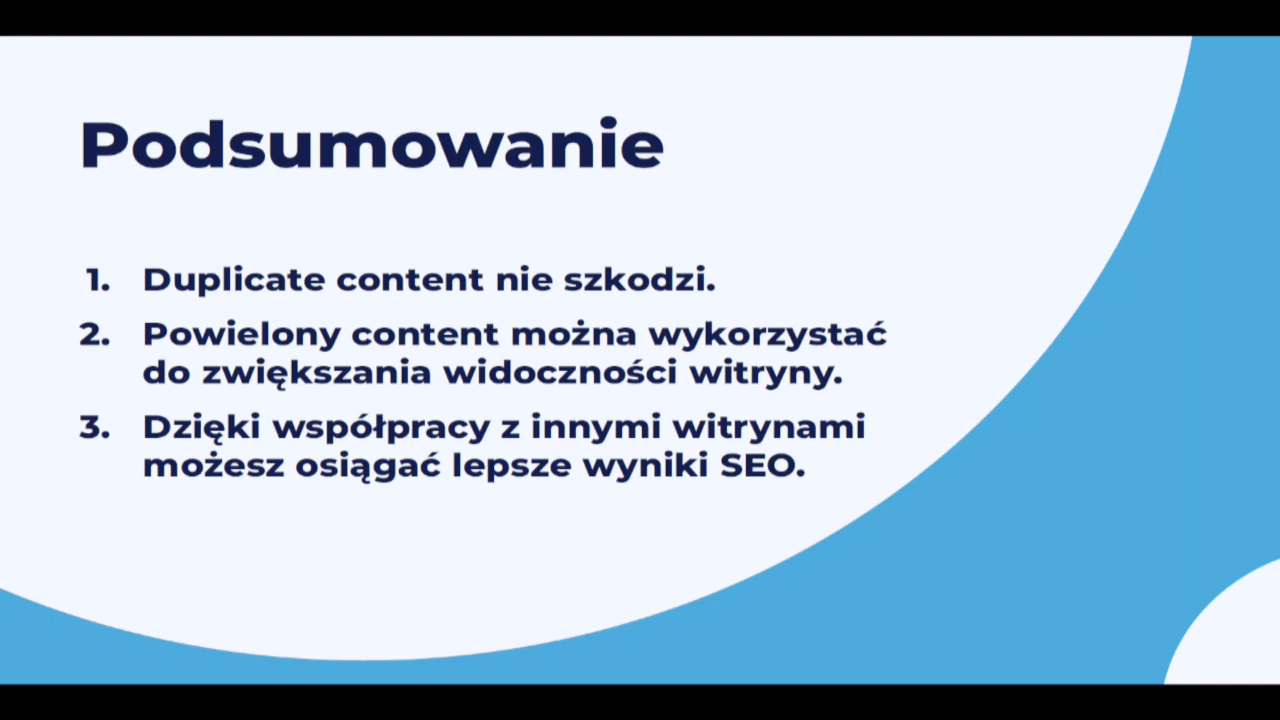 Podsumowanie
1. Duplicate content nie szkodzi.
2. Powielony content można wykorzystać
do zwiększania widoczności witryny.
3. Dzięki współpracy z innymi witrynami
możesz osiągać lepsze wyniki SEO.